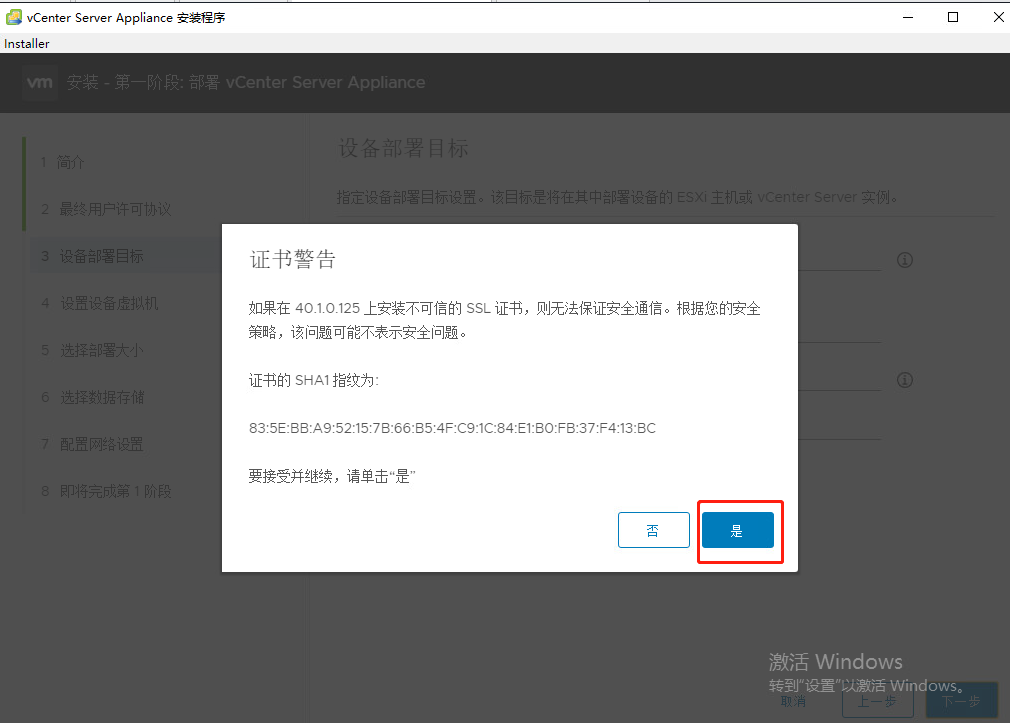 vCenter Server Appliance 安装程序
Installer
vm 安装 - 第一阶段: 部署 vCenter Server Appliance
1 简介
2 最终用户许可协议
3 设备部署目标
4 设置设备虚拟机
5 选择部署大小
6 选择数据存储
7 配置网络设置
8 即将完成第 1 阶段
设备部署目标
指定设备部署目标设置。该目标是将在其中部署设备的 ESXi 主机或 vCenter Server 实例。
证书警告
如果在 40.1.0.125 上安装不可信的 SSL 证书，则无法保证安全通信。根据您的安全
策略，该问题可能不表示安全问题。
证书的 SHA1 指纹为:
83:5E:BB:A9:52:15:7B:66:B5:4F:C9:1C:84:E1:B0:FB:37:F4:13:BC
要接受并继续，请单击“是”
否
是
激活 Windows
转到“设置”以激活 Windows。
取消
上一步
下一步